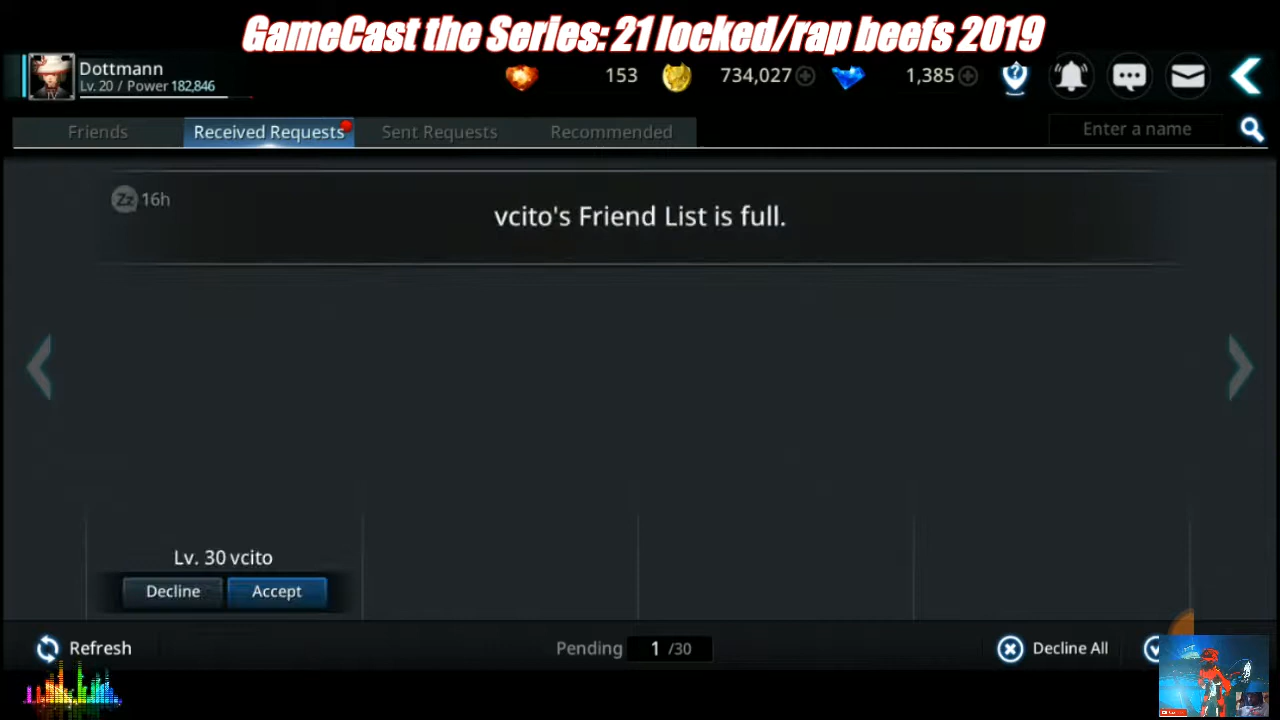 GameCast the Series: 21 locked/rap beefs 2019
Dottmann
Lv. 20 / Power 182,846
153
734,027
1,385
Friends
Received Requests
Sent Requests
Recommended
Enter a name
Zz 16h
vcito's Friend List is full.
Lv. 30 vcito
Decline
Accept
Refresh
Pending 1 /30
Decline All